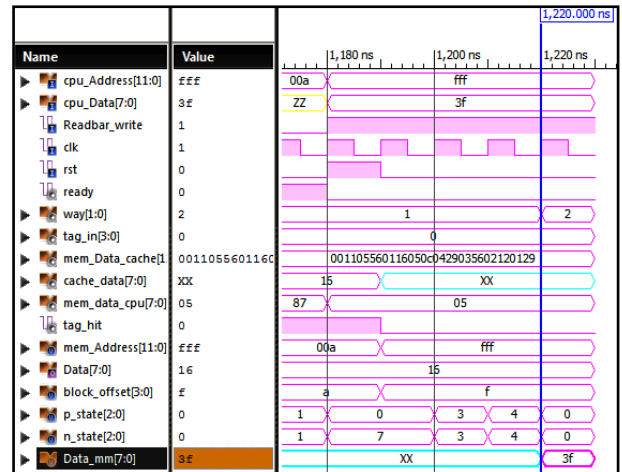 1,220.000 ns
Name Value 1,180 ns 1,200 ns 1,220 ns
cpu_Address[11:0] fff 00a fff
cpu_Data[7:0] 3f ZZ 3f
Readbar_write 1
clk 1
rst 0
ready 0
way[1:0] 2 1 2
tag_in[3:0] 0 0
mem_Data_cache[1 0011055601160 001105560116050c0429035602120129
cache_data[7:0] XX 16 XX
mem_data_cpu[7:0] 05 87 05
tag_hit 0
mem_Address[11:0] fff 00a fff
Data[7:0] 16 16
block_offset[3:0] f a f
p_state[2:0] 0 1 0 3 4 0
n_state[2:0] 0 1 7 3 4 0
Data_mm[7:0] 3f XX 3f